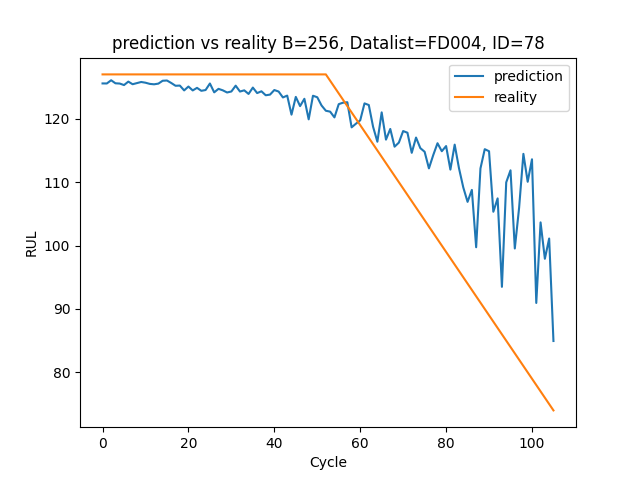 prediction vs reality B=256, Datalist=FD004, ID=78
prediction
reality
RUL
120
110
100
90
80
0 20 40 60 80 100
Cycle